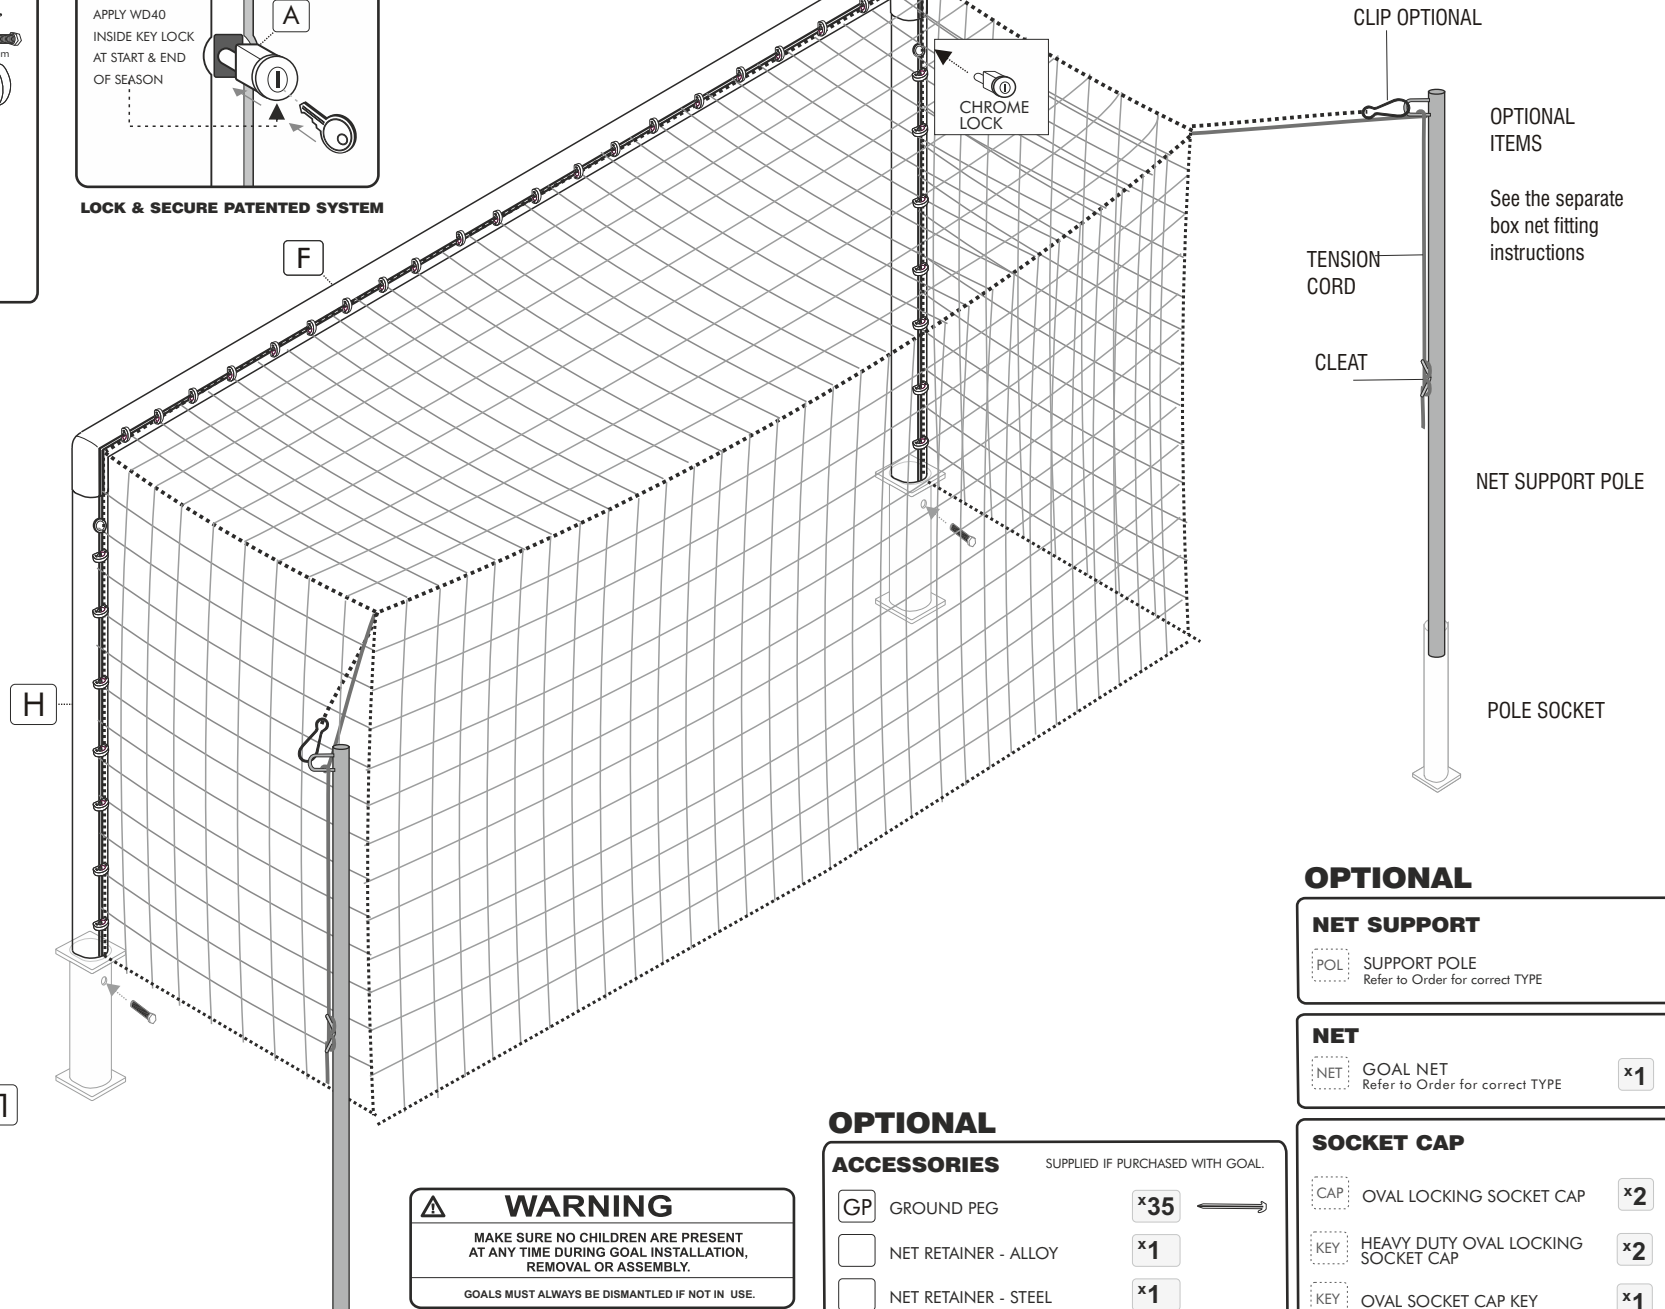 m
APPLY WD40
INSIDE KEY LOCK
AT START & END
OF SEASON
A
LOCK & SECURE PATENTED SYSTEM
F
CHROME
LOCK
CLIP OPTIONAL
OPTIONAL
ITEMS
See the separate
box net fitting
instructions
TENSION
CORD
CLEAT
NET SUPPORT POLE
POLE SOCKET
H
1
WARNING
MAKE SURE NO CHILDREN ARE PRESENT
AT ANY TIME DURING GOAL INSTALLATION,
REMOVAL OR ASSEMBLY.
GOALS MUST ALWAYS BE DISMANTLED IF NOT IN USE.
OPTIONAL
ACCESSORIES SUPPLIED IF PURCHASED WITH GOAL.
GP GROUND PEG x35
NET RETAINER - ALLOY x1
NET RETAINER - STEEL x1
OPTIONAL
NET SUPPORT
POL SUPPORT POLE
Refer to Order for correct TYPE
NET
NET GOAL NET x1
Refer to Order for correct TYPE
SOCKET CAP
CAP OVAL LOCKING SOCKET CAP x2
KEY HEAVY DUTY OVAL LOCKING x2
SOCKET CAP
KEY OVAL SOCKET CAP KEY x1